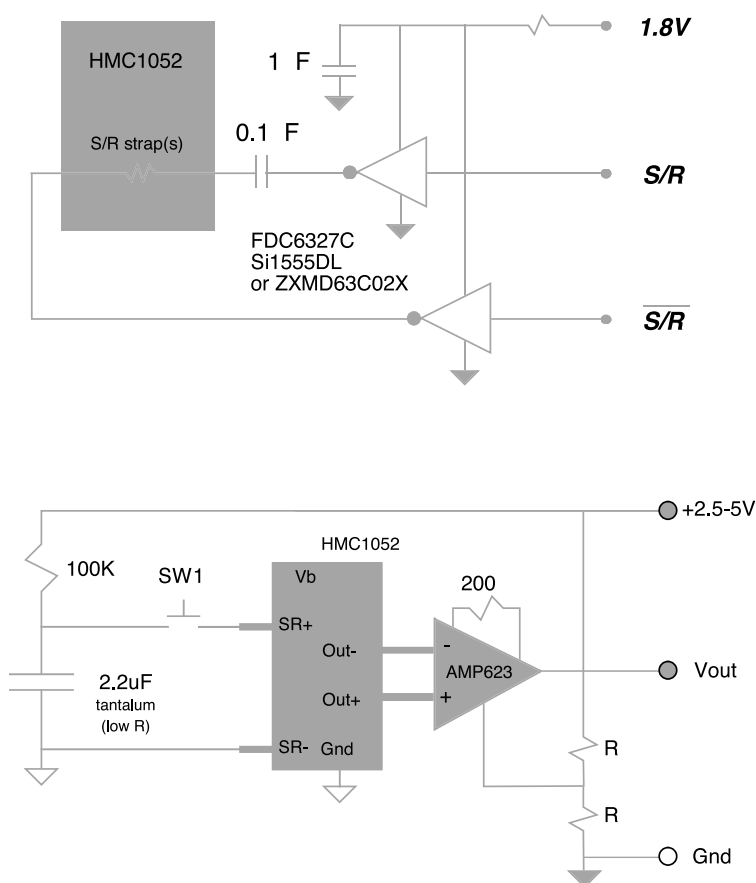 1.8V
HMC1052
1 F
0.1 F
S/R strap(s)
S/R
FDC6327C
Si1555DL
or ZXMD63C02X
S/R
+2.5-5V
HMC1052
100K
SW1
Vb
200
SR+
Out-
-
AMP623
Vout
2.2uF
tantalum
(low R)
Out+
+
SR-
Gnd
R
R
Gnd